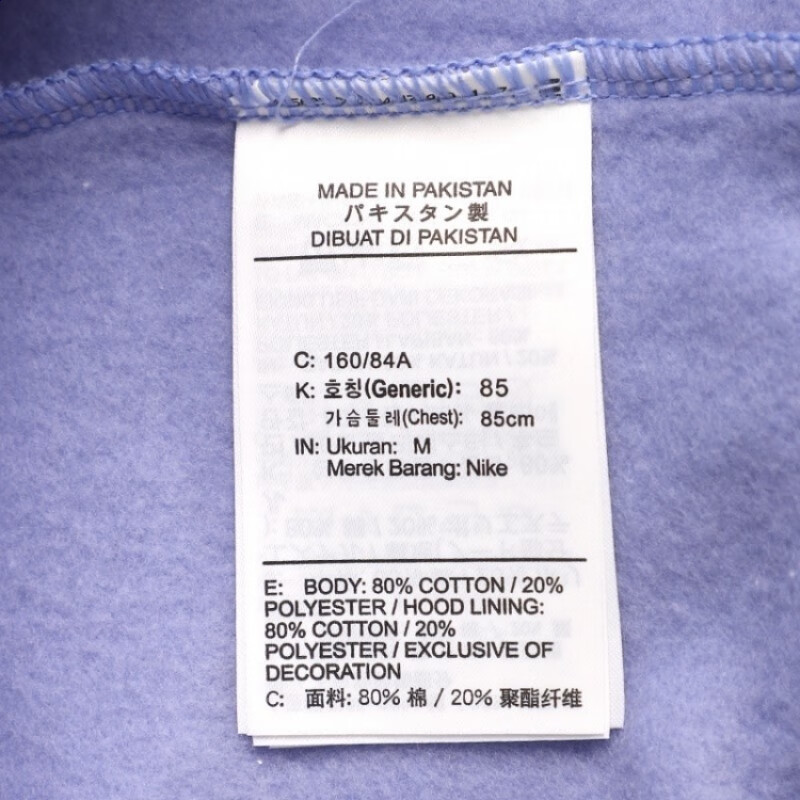 MADE IN PAKISTAN
パキスタン製
DIBUAT DI PAKISTAN
C: 160/84A
K: 호칭(Generic): 85
가슴둘레(Chest): 85cm
IN: Ukuran: M
Merek Barang: Nike
E: BODY: 80% COTTON / 20%
POLYESTER / HOOD LINING:
80% COTTON / 20%
POLYESTER / EXCLUSIVE OF
DECORATION
C: 面料: 80% 棉 / 20% 聚酯纤维